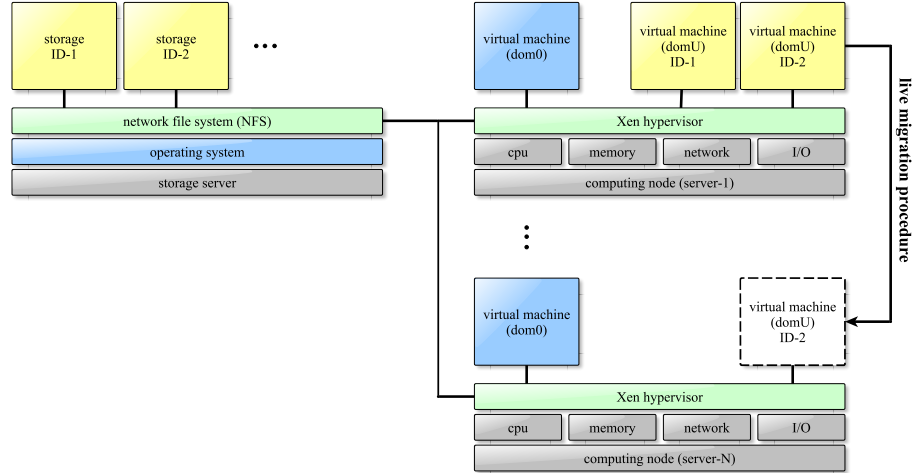 storage
ID-1
storage
ID-2
...
network file system (NFS)
operating system
storage server
virtual machine
(dom0)
virtual machine
(domU)
ID-1
virtual machine
(domU)
ID-2
Xen hypervisor
cpu
memory
network
I/O
computing node (server-1)
live migration procedure
virtual machine
(dom0)
virtual machine
(domU)
ID-2
Xen hypervisor
cpu
memory
network
I/O
computing node (server-N)